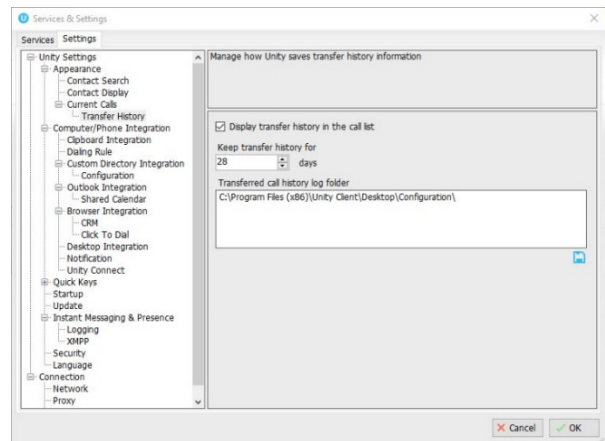 Services & Settings
Services Settings
Unity Settings
Appearance
Contact Search
Contact Display
Current Calls
Transfer History
Computer/Phone Integration
Clipboard Integration
Dialing Rule
Custom Directory Integration
Configuration
Outlook Integration
Shared Calendar
Browser Integration
CRM
Click To Dial
Desktop Integration
Notification
Unity Connect
Quick Keys
Startup
Update
Instant Messaging & Presence
Logging
XMPP
Security
Language
Connection
Network
Proxy
Manage how Unity saves transfer history information
Display transfer history in the call list
Keep transfer history for
28 days
Transferred call history log folder
C:\Program Files (x86)\Unity Client\Desktop\Configuration\
Cancel OK